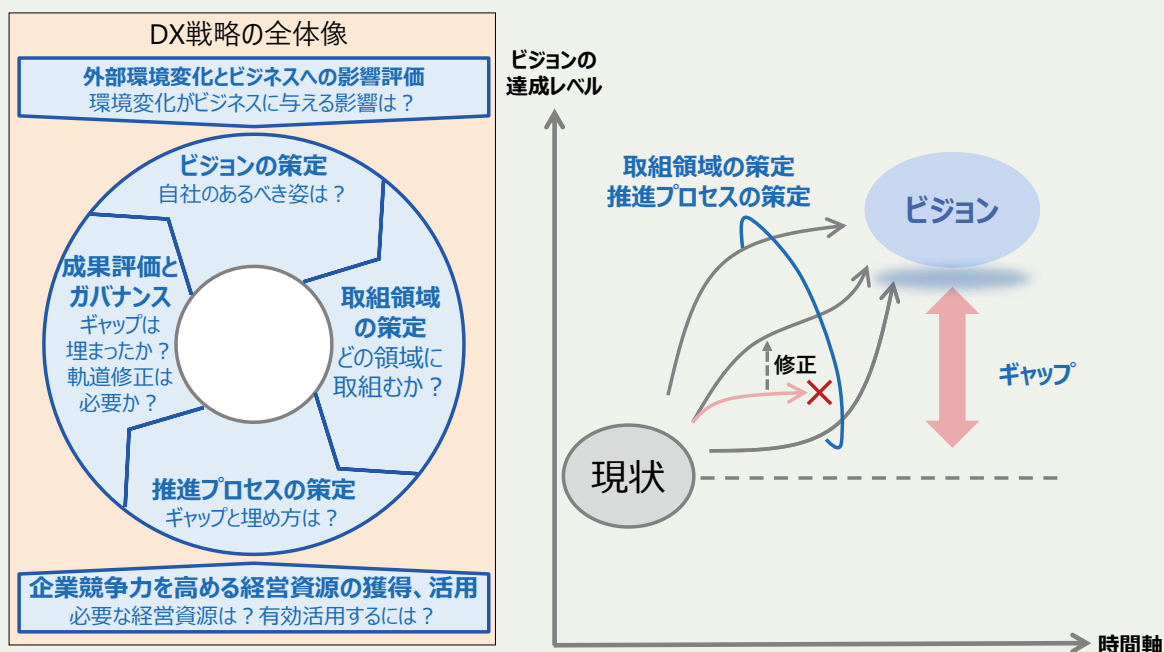 DX戦略の全体像
外部環境変化とビジネスへの影響評価
環境変化がビジネスに与える影響は？
ビジョンの策定
自社のあるべき姿は？
成果評価と
ガバナンス
ギャップは
埋まったか？
軌道修正は
必要か？
取組領域
の策定
どの領域に
取組むか？
推進プロセスの策定
ギャップと埋め方は？
企業競争力を高める経営資源の獲得、活用
必要な経営資源は？有効活用するには？
ビジョンの
達成レベル
取組領域の策定
推進プロセスの策定
ビジョン
修正
ギャップ
現状
時間軸